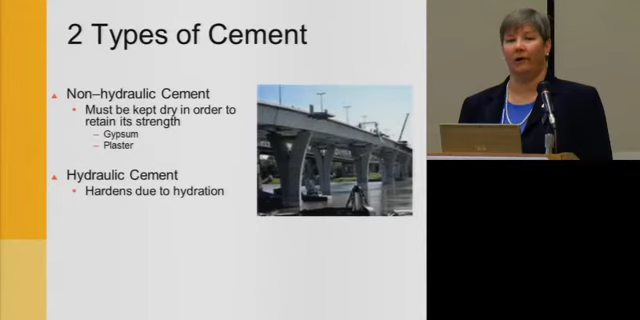 2 Types of Cement
Non–hydraulic Cement
Must be kept dry in order to
retain its strength
– Gypsum
– Plaster
Hydraulic Cement
Hardens due to hydration